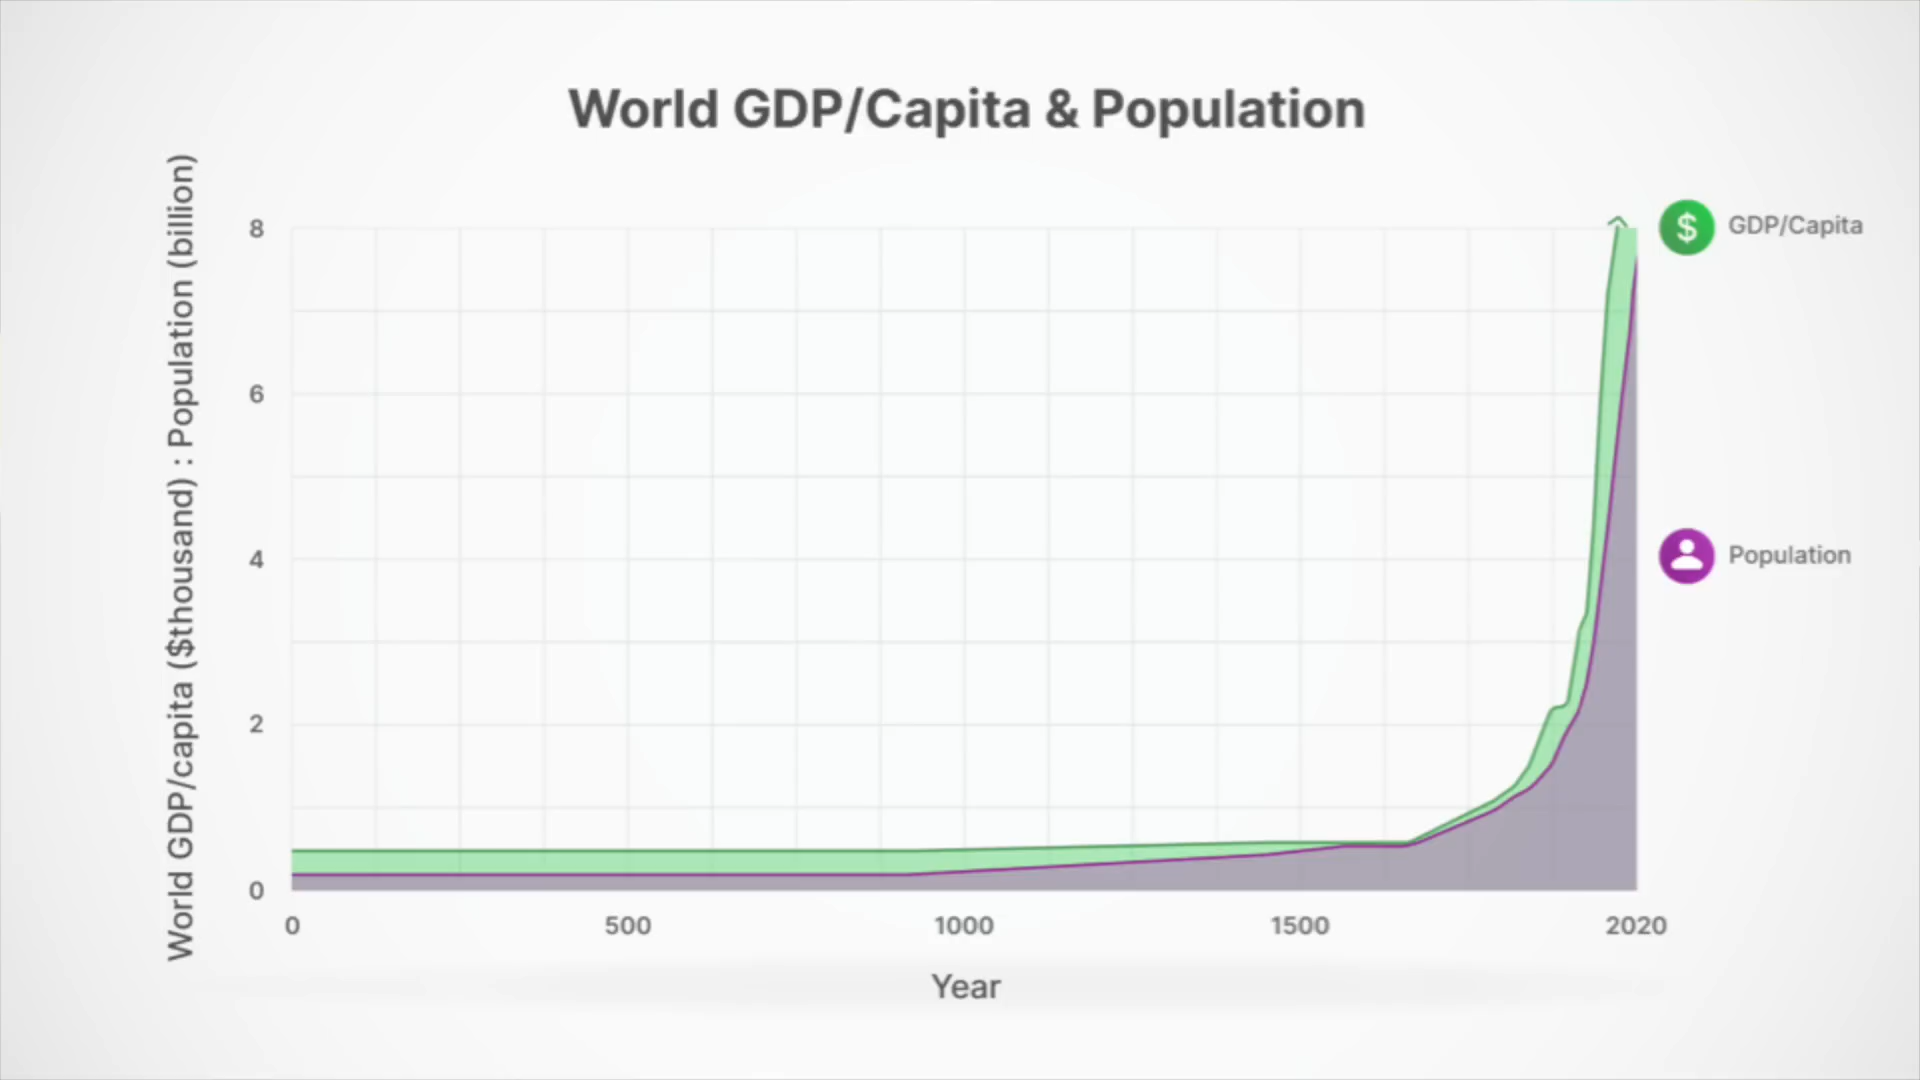 World GDP/Capita & Population
World GDP/capita ($thousand) : Population (billion)
8
6
4
2
0
0
500
1000
1500
2020
Year
$
GDP/Capita
Population